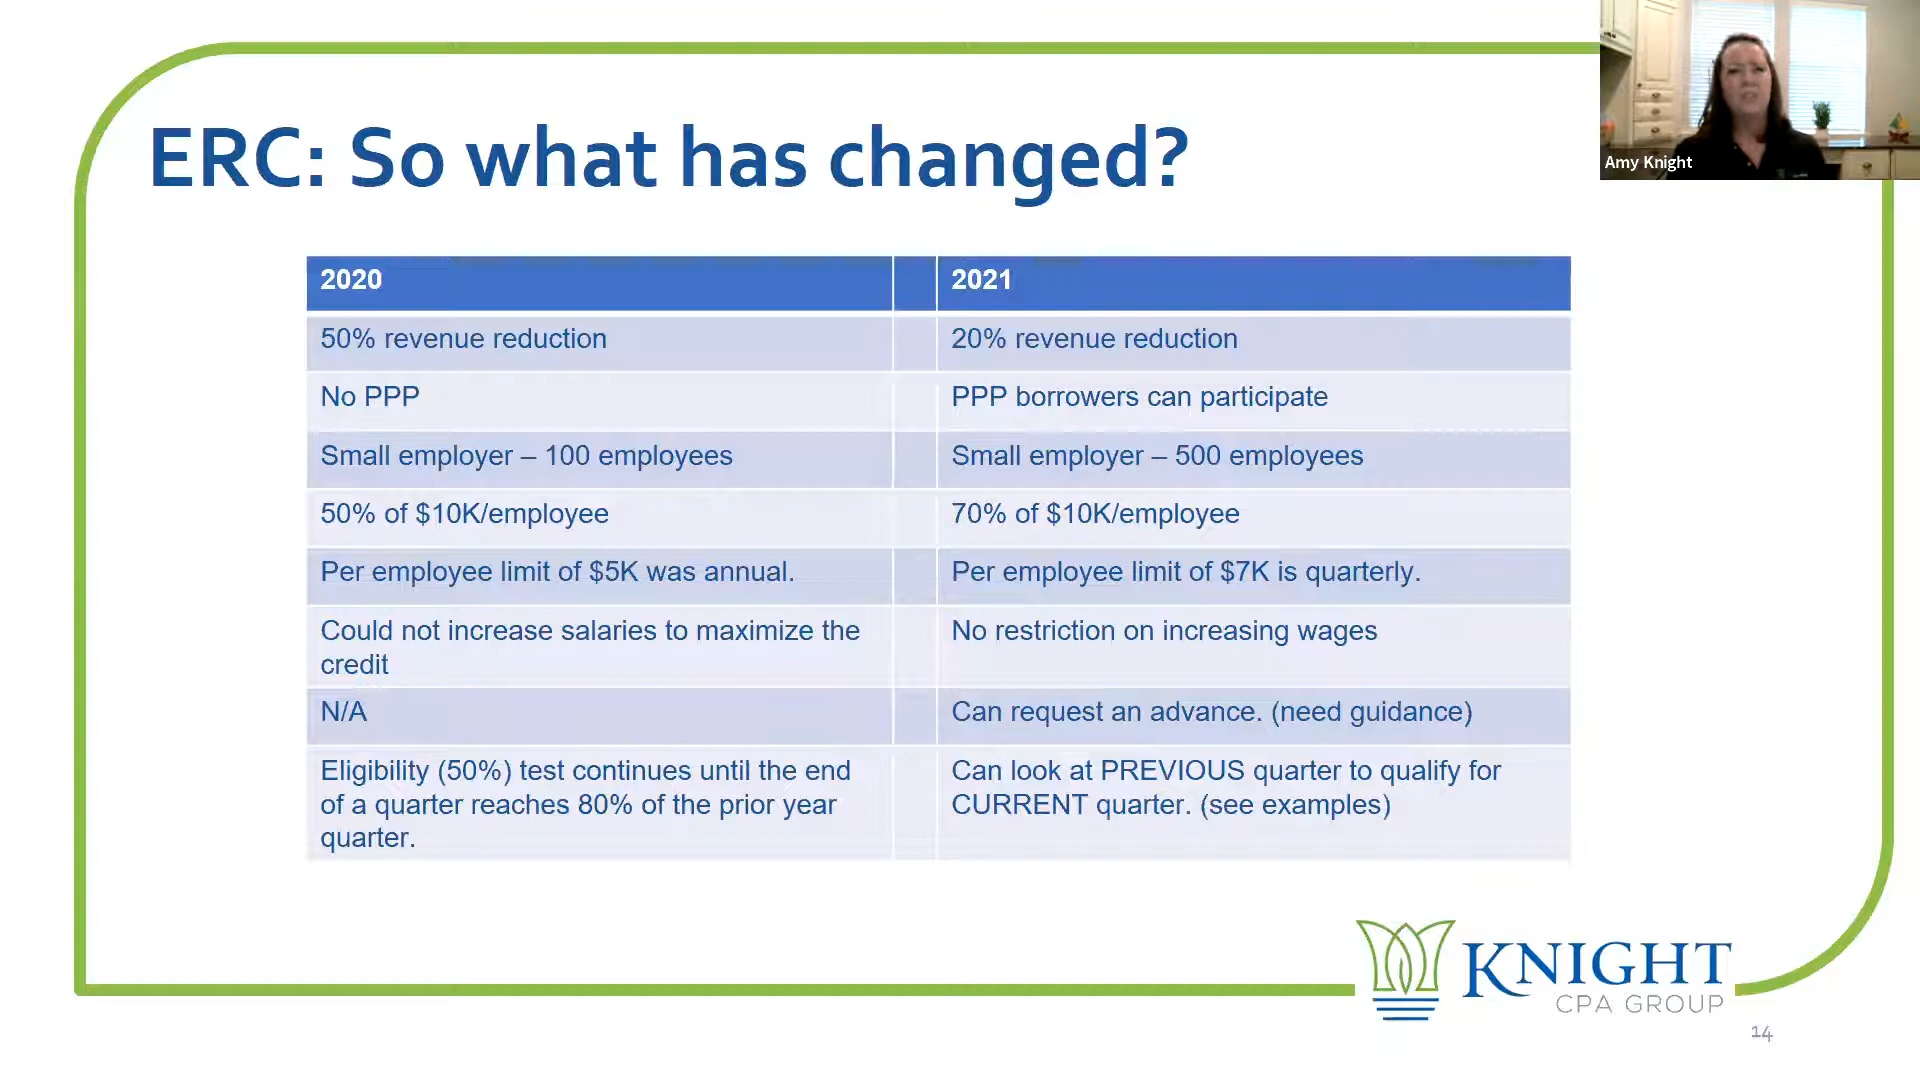 ERC: So what has changed?
Amy Knight
2020
2021
50% revenue reduction
20% revenue reduction
No PPP
PPP borrowers can participate
Small employer – 100 employees
Small employer – 500 employees
50% of $10K/employee
70% of $10K/employee
Per employee limit of $5K was annual.
Per employee limit of $7K is quarterly.
Could not increase salaries to maximize the
credit
No restriction on increasing wages
N/A
Can request an advance. (need guidance)
Eligibility (50%) test continues until the end
of a quarter reaches 80% of the prior year
quarter.
Can look at PREVIOUS quarter to qualify for
CURRENT quarter. (see examples)
KNIGHT
CPA GROUP
14